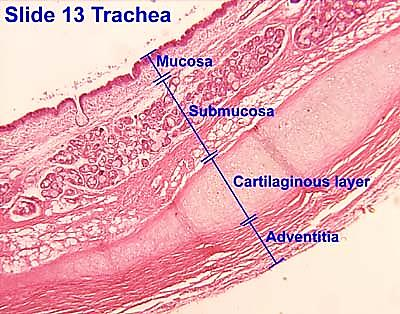 Slide 13 Trachea
Mucosa
Submucosa
Cartilaginous layer
Adventitia